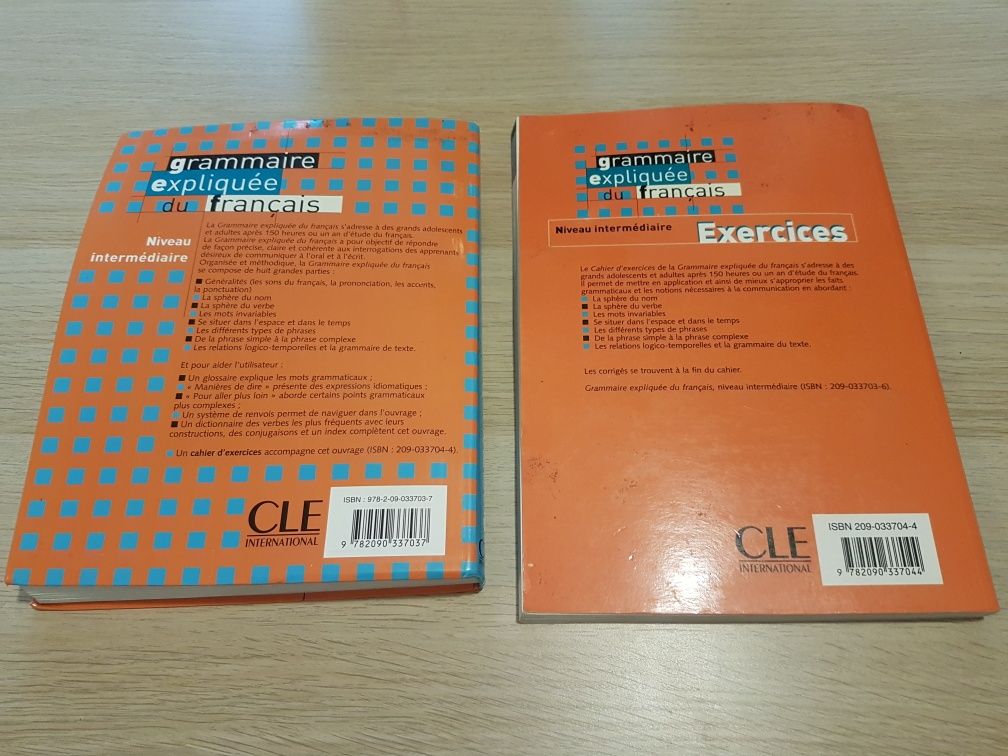 grammaire
expliquée
du français
Niveau
intermédiaire
La Grammaire expliquée du français s'adresse à des grands adolescents
et adultes après 150 heures ou un an d'étude du français.
La Grammaire expliquée du français a pour objectif de répondre
de façon précise, claire et cohérente aux interrogations des apprenants
désireux de communiquer à l'oral et à l'écrit.
Organisée et méthodique, la Grammaire expliquée du français
se compose de huit grandes parties :
Généralités (les sons du français, la prononciation, les accents,
la ponctuation)
La sphère du nom
La sphère du verbe
Les mots invariables
Se situer dans l'espace et dans le temps
Les différents types de phrases
De la phrase simple à la phrase complexe
Les relations logico-temporelles et la grammaire de texte.
Et pour aider l'utilisateur :
Un glossaire explique les mots grammaticaux ;
« Manières de dire » présente des expressions idiomatiques ;
« Pour aller plus loin » aborde certains points grammaticaux
plus complexes ;
Un système de renvois permet de naviguer dans l'ouvrage ;
Un dictionnaire des verbes les plus fréquents avec leurs
constructions, des conjugaisons et un index complètent cet ouvrage.
Un cahier d'exercices accompagne cet ouvrage (ISBN : 209-033704-4).
CLE
INTERNATIONAL
ISBN : 978-2-09-033703-7
9 782090 337037
grammaire
expliquée
du français
Niveau intermédiaire Exercices
Le Cahier d'exercices de la Grammaire expliquée du français s'adresse à des
grands adolescents et adultes après 150 heures ou un an d'étude du français.
Il permet de mettre en application et ainsi de mieux s'approprier les faits
grammaticaux et les notions nécessaires à la communication en abordant :
La sphère du nom
La sphère du verbe
Les mots invariables
Se situer dans l'espace et dans le temps
Les différents types de phrases
De la phrase simple à la phrase complexe
Les relations logico-temporelles et la grammaire du texte.
Les corrigés se trouvent à la fin du cahier.
Grammaire expliquée du français, niveau intermédiaire (ISBN : 209-033703-6).
CLE
INTERNATIONAL
ISBN 209-033704-4
9 782090 337044